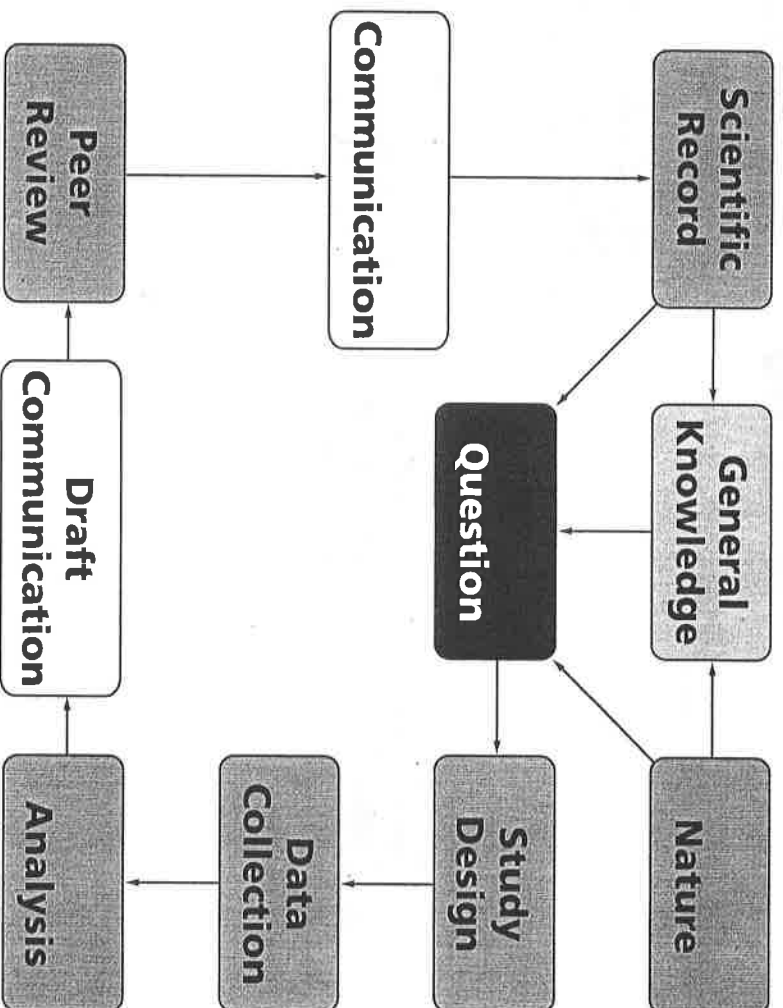 Scientific
Record
General
Knowledge
Nature
Communication
Question
Study
Design
Data
Collection
Peer
Review
Draft
Communication
Analysis